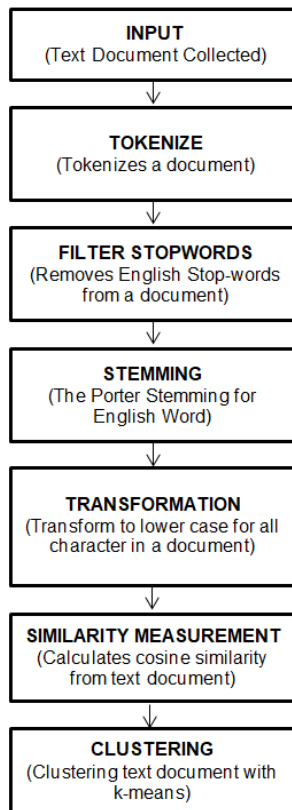 INPUT
(Text Document Collected)
TOKENIZE
(Tokenizes a document)
FILTER STOPWORDS
(Removes English Stop-words
from a document)
STEMMING
(The Porter Stemming for
English Word)
TRANSFORMATION
(Transform to lower case for all
character in a document)
SIMILARITY MEASUREMENT
(Calculates cosine similarity
from text document)
CLUSTERING
(Clustering text document with
k-means)